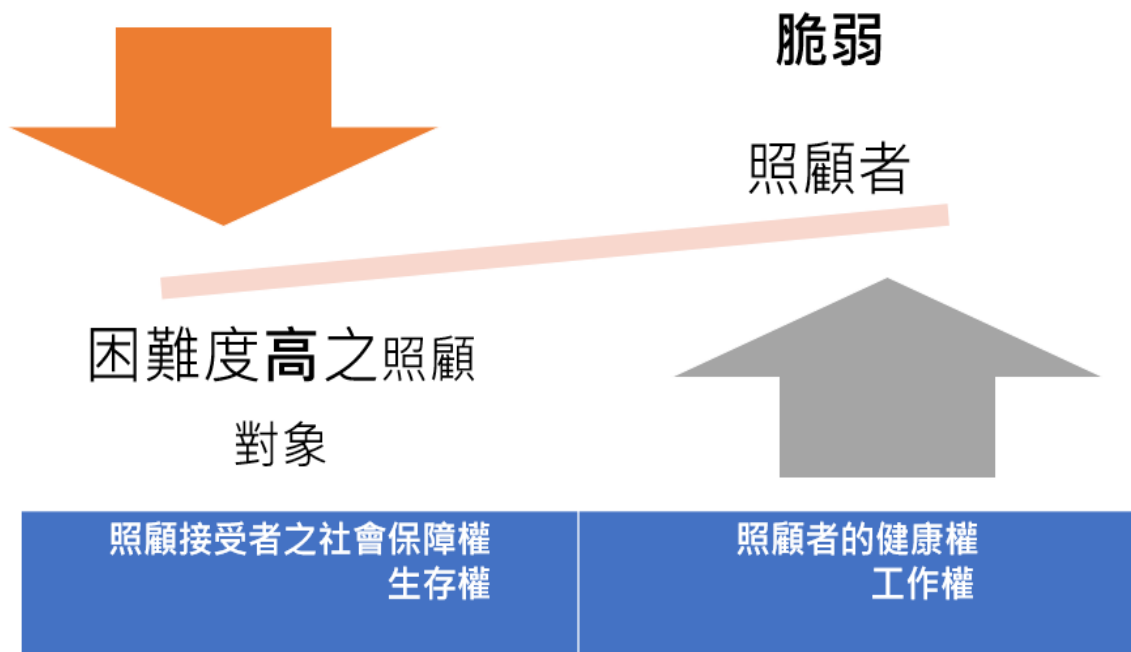 脆弱
照顧者
困難度高之照顧
對象
照顧接受者之社會保障權
生存權
照顧者的健康權
工作權